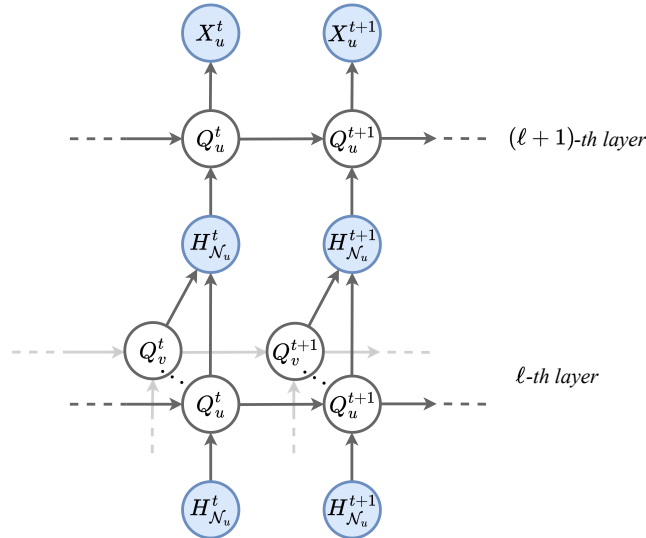 X_u^t X_u^{t+1}
Q_u^t Q_u^{t+1} (ℓ + 1)-th layer
H_{𝒩_u}^t H_{𝒩_u}^{t+1}
Q_v^t Q_v^{t+1}
ℓ-th layer
Q_u^t Q_u^{t+1}
H_{𝒩_u}^t H_{𝒩_u}^{t+1}